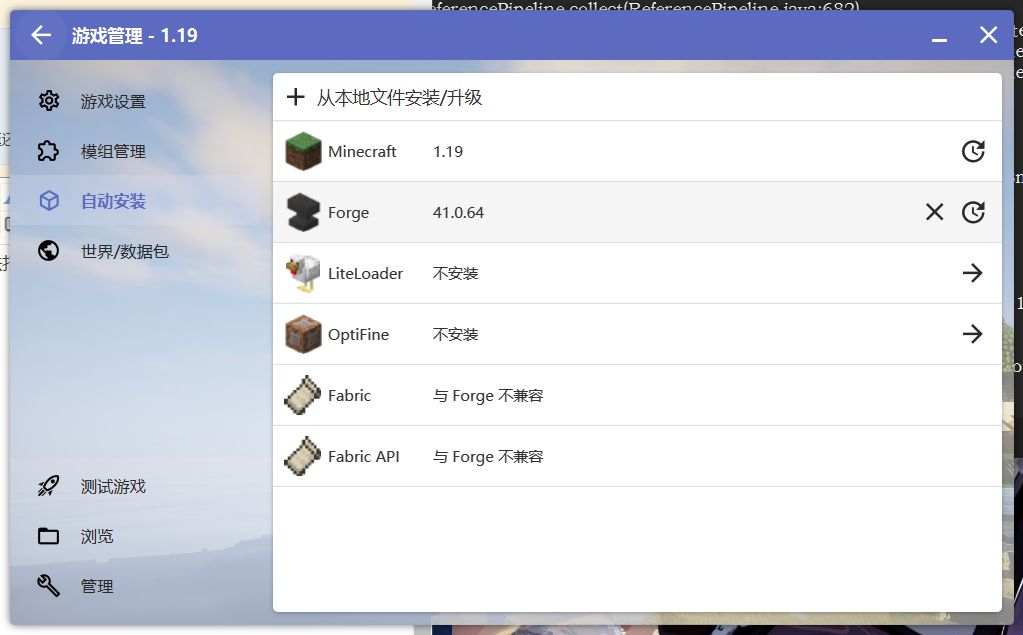 ferencePipeline.collect(ReferencePipeline.java:682)
游戏管理 - 1.19
游戏设置
模组管理
自动安装
世界/数据包
测试游戏
浏览
管理
从本地文件安装/升级
Minecraft 1.19
Forge 41.0.64
LiteLoader 不安装
OptiFine 不安装
Fabric 与 Forge 不兼容
Fabric API 与 Forge 不兼容